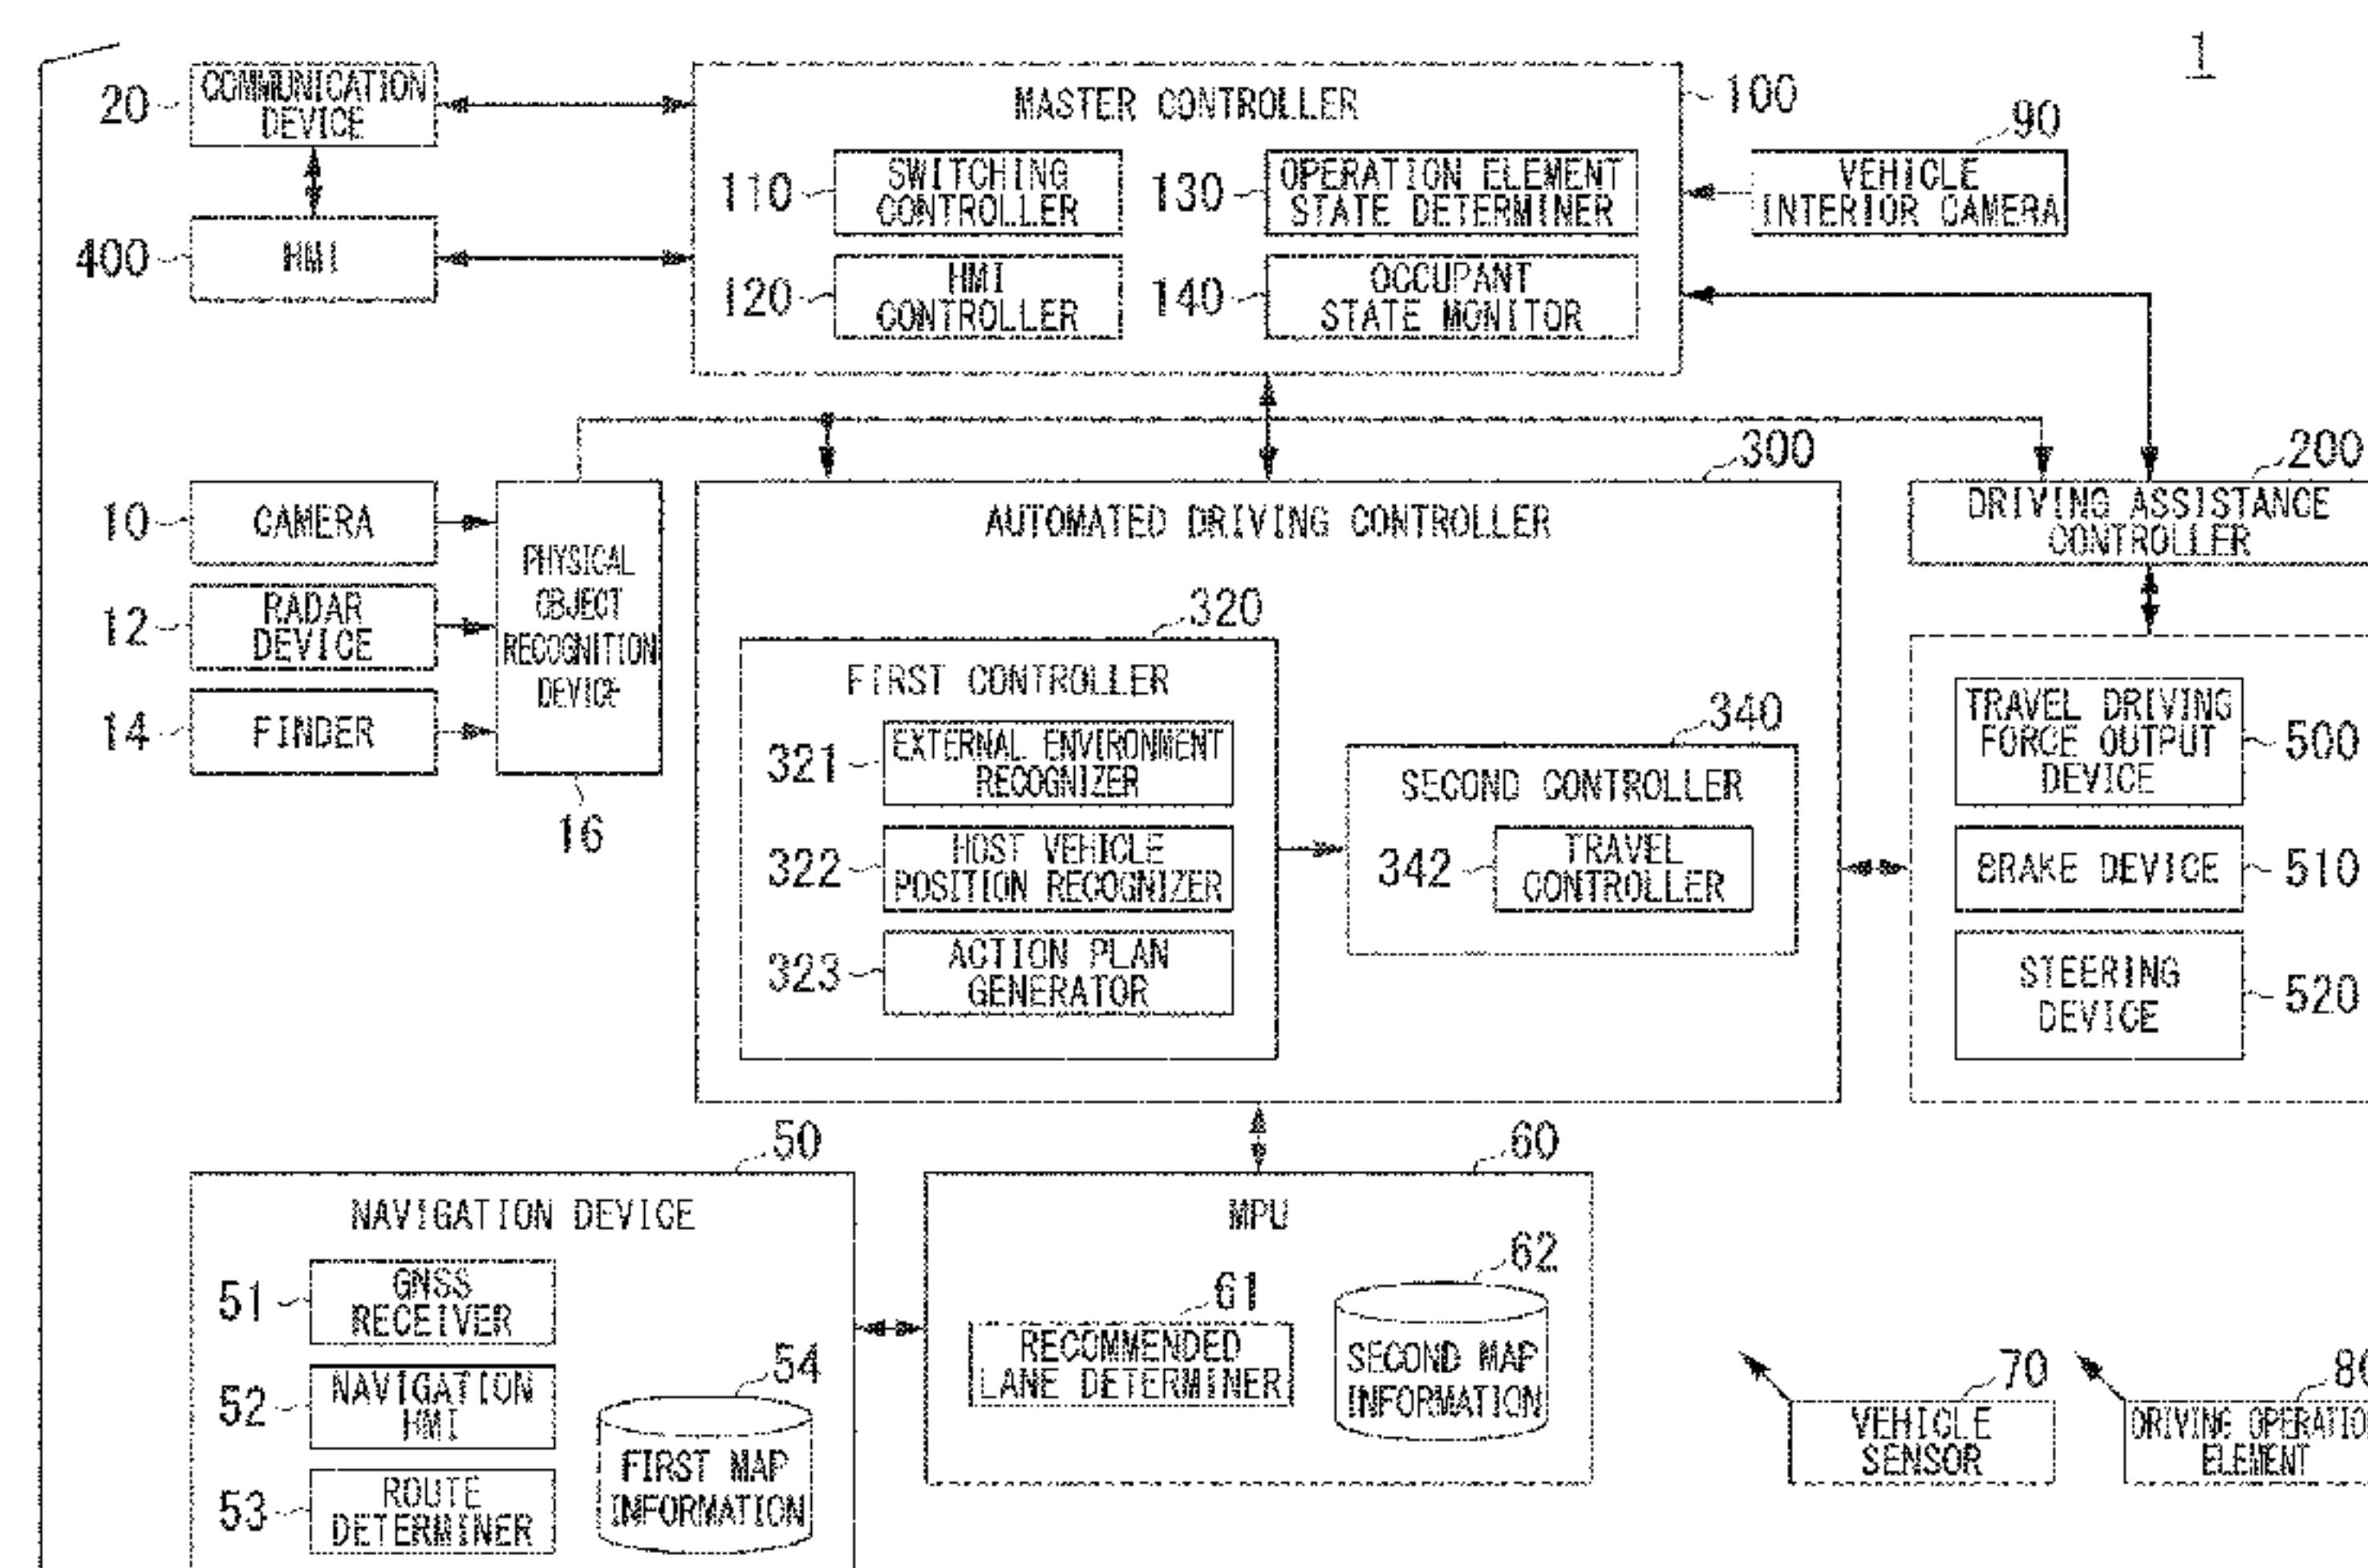 1
20
COMMUNICATION
DEVICE
MASTER CONTROLLER
100
90
110
SWITCHING
CONTROLLER
130
OPERATION ELEMENT
STATE DETERMINER
VEHICLE
INTERIOR CAMERA
400
HMI
120
HMI
CONTROLLER
140
OCCUPANT
STATE MONITOR
300
200
10
CAMERA
12
RADAR
DEVICE
14
FINDER
PHYSICAL
OBJECT
RECOGNITION
DEVICE
16
AUTOMATED DRIVING CONTROLLER
DRIVING ASSISTANCE
CONTROLLER
320
FIRST CONTROLLER
321
EXTERNAL ENVIRONMENT
RECOGNIZER
322
HOST VEHICLE
POSITION RECOGNIZER
323
ACTION PLAN
GENERATOR
340
SECOND CONTROLLER
342
TRAVEL
CONTROLLER
TRAVEL DRIVING
FORCE OUTPUT
DEVICE
500
BRAKE DEVICE
510
STEERING
DEVICE
520
50
NAVIGATION DEVICE
51
GNSS
RECEIVER
52
NAVIGATION
HMI
53
ROUTE
DETERMINER
54
FIRST MAP
INFORMATION
60
MPU
61
RECOMMENDED
LANE DETERMINER
62
SECOND MAP
INFORMATION
70
VEHICLE
SENSOR
80
DRIVING OPERATION
ELEMENT